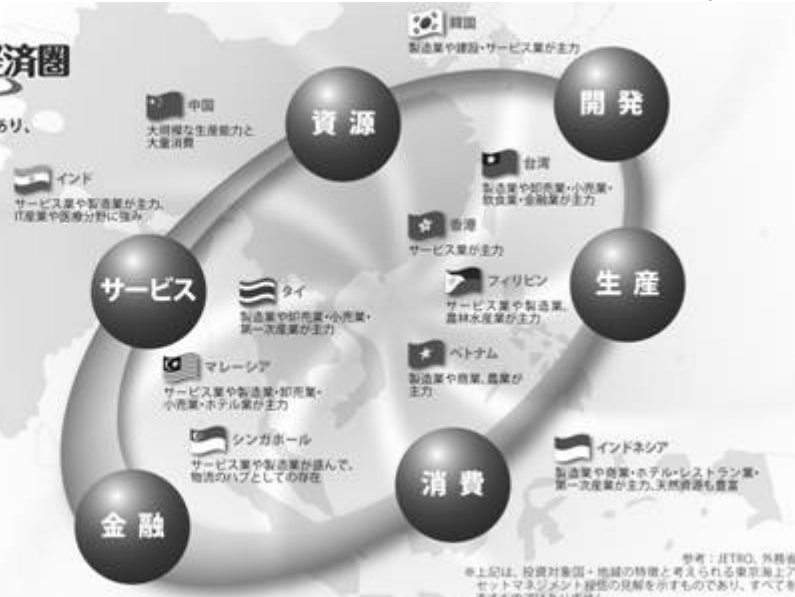 済圏
あり、
韓国
製造業や建設・サービス業が主力
中国
大規模な生産能力と
大量消費
資源
開発
インド
サービス業や製造業が主力、
IT産業や医療分野に強み
台湾
製造業や卸売業・小売業・
飲食業・金融業が主力
香港
サービス業が主力
サービス
タイ
製造業や卸売業・小売業・
第一次産業が主力
フィリピン
サービス業や製造業、
農林水産業が主力
生産
マレーシア
サービス業や製造業・卸売業・
小売業・ホテル業が主力
ベトナム
製造業や商業、農業が
主力
シンガポール
サービス業や製造業が盛んで、
物流のハブとしての存在
インドネシア
製造業や商業・ホテル・レストラン業・
第一次産業が主力、天然資源も豊富
消費
金融
参考：JETRO、外務省
※上記は、投資対象国・地域の特徴と考えられる東京海上ア
セットマネジメント投信の見解を示すものであり、すべてを